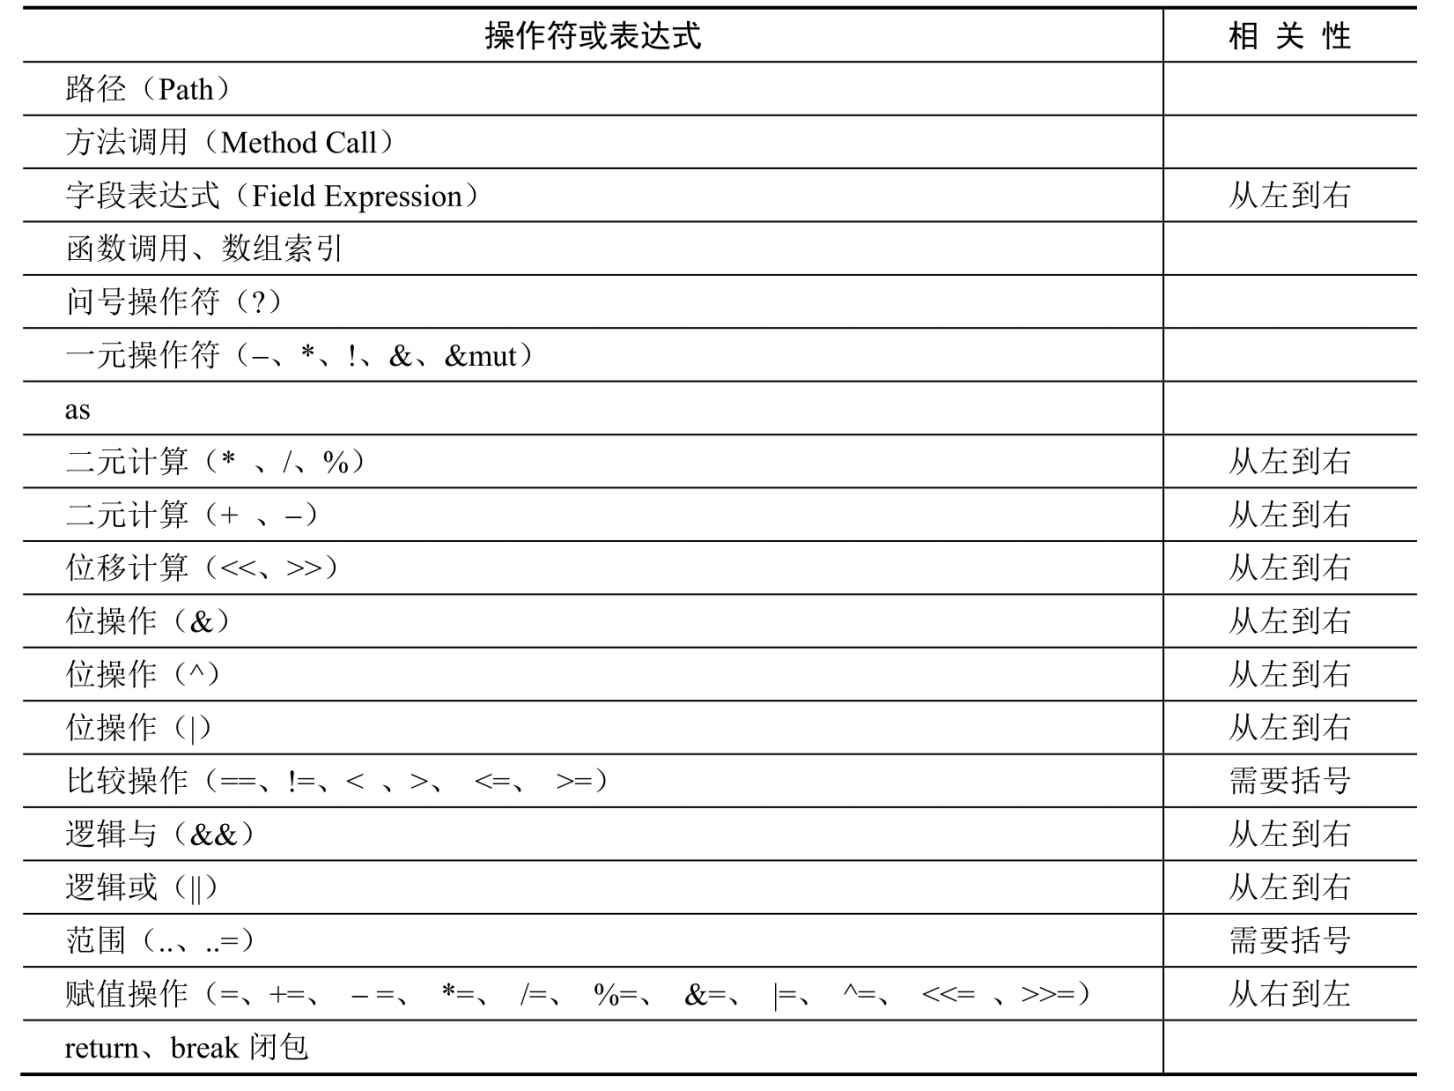 操作符或表达式 相 关 性
路径（Path）
方法调用（Method Call）
字段表达式（Field Expression） 从左到右
函数调用、数组索引
问号操作符（?）
一元操作符（–、*、!、&、&mut）
as
二元计算（* 、/、%） 从左到右
二元计算（+ 、–） 从左到右
位移计算（<<、>>） 从左到右
位操作（&） 从左到右
位操作（^） 从左到右
位操作（|） 从左到右
比较操作（==、!=、< 、>、 <=、 >=） 需要括号
逻辑与（&&） 从左到右
逻辑或（||） 从左到右
范围（..、..=） 需要括号
赋值操作（=、+=、 – =、 *=、 /=、 %=、 &=、 |=、 ^=、 <<= 、>>=） 从右到左
return、break 闭包